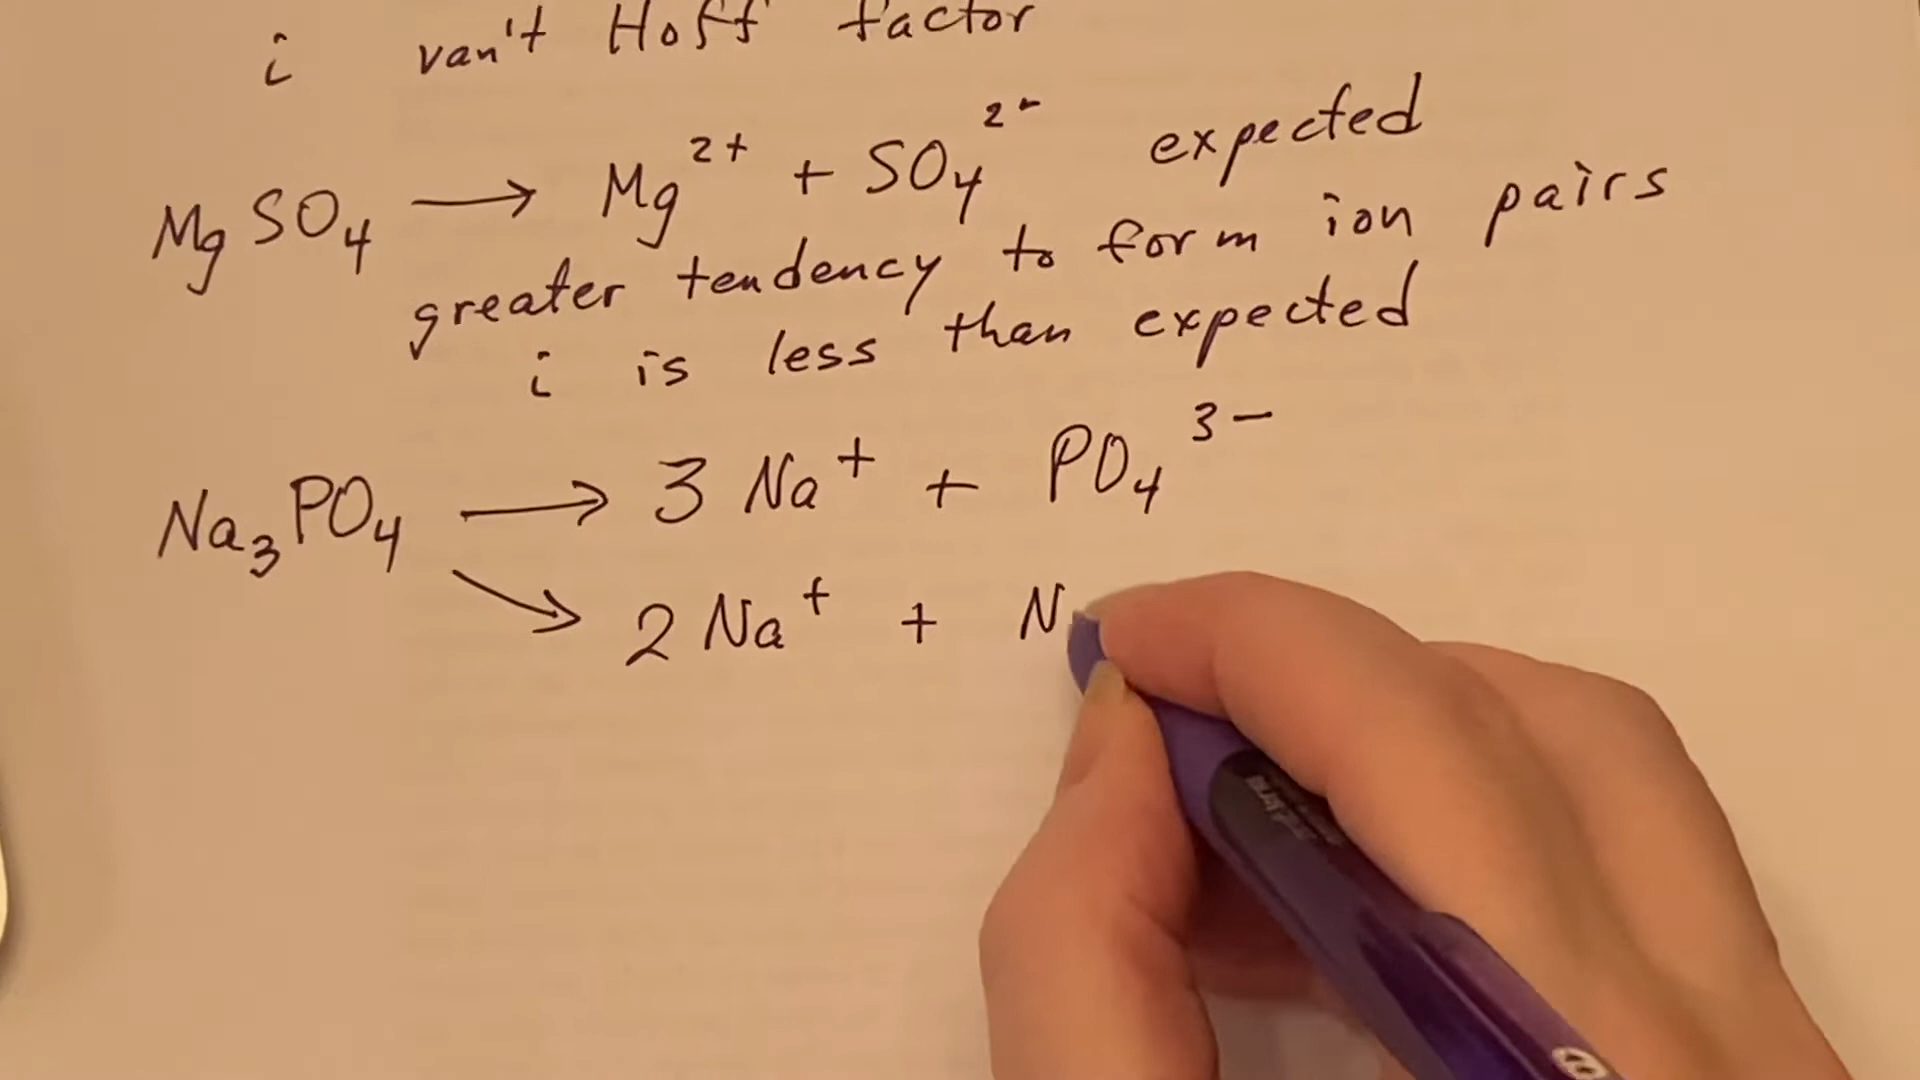 i van't Hoff factor
MgSO₄ → Mg²⁺ + SO₄²⁻ expected
greater tendency to form ion pairs
i is less than expected
Na₃PO₄ → 3 Na⁺ + PO₄³⁻
↘ 2 Na⁺ + N